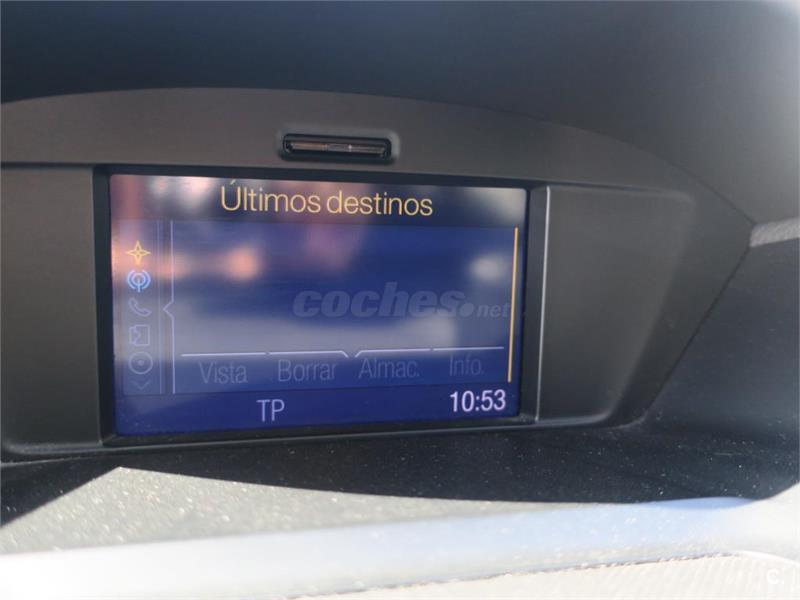 Últimos destinos
coches.net
Vista Borrar Almac. Info.
TP 10:53
C.